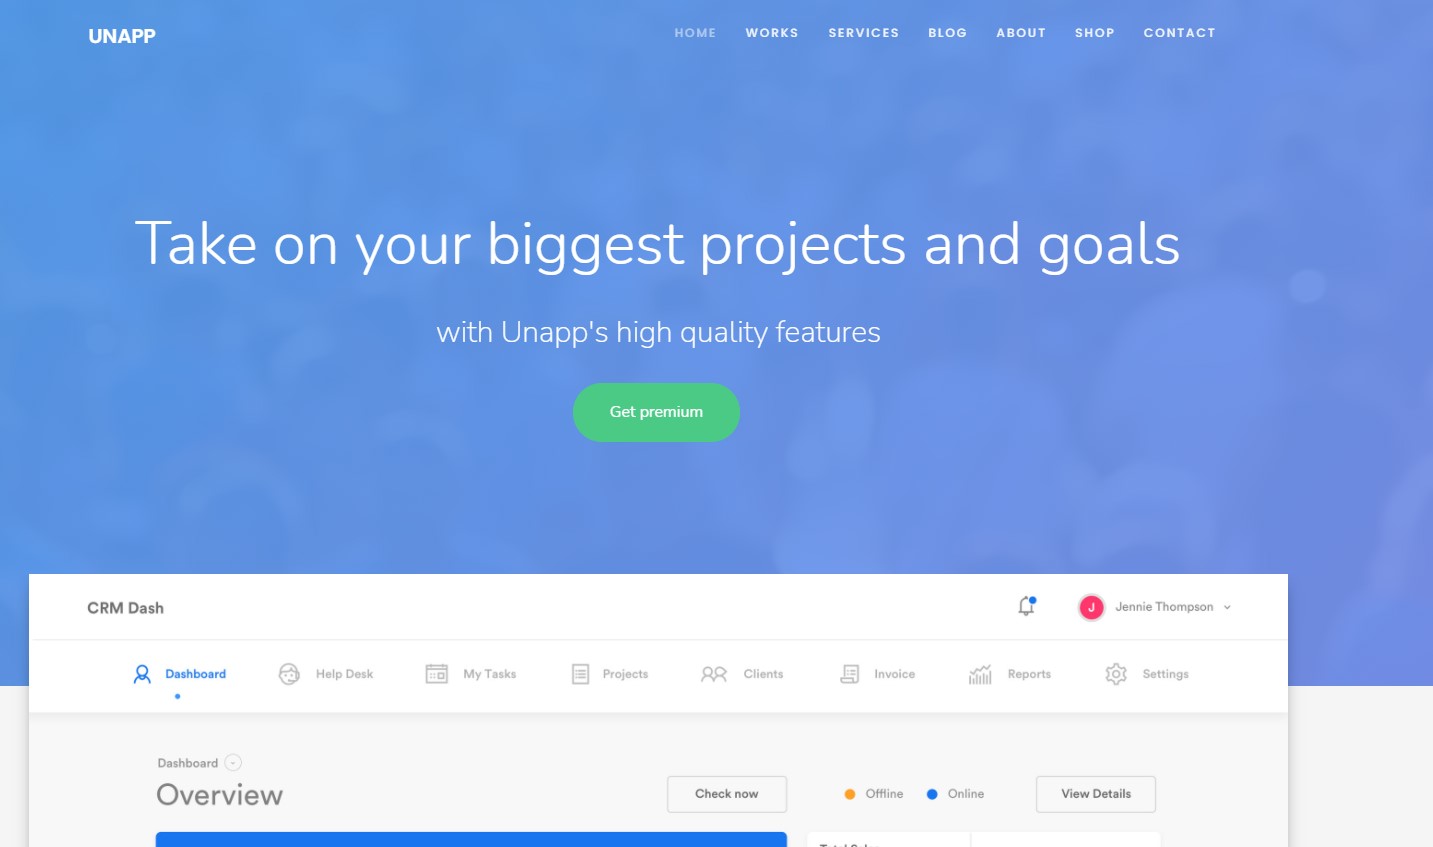 UNAPP
HOME WORKS SERVICES BLOG ABOUT SHOP CONTACT
Take on your biggest projects and goals
with Unapp's high quality features
Get premium
CRM Dash
J Jennie Thompson
Dashboard Help Desk My Tasks Projects Clients Invoice Reports Settings
Dashboard
Overview
Check now
Offline Online
View Details